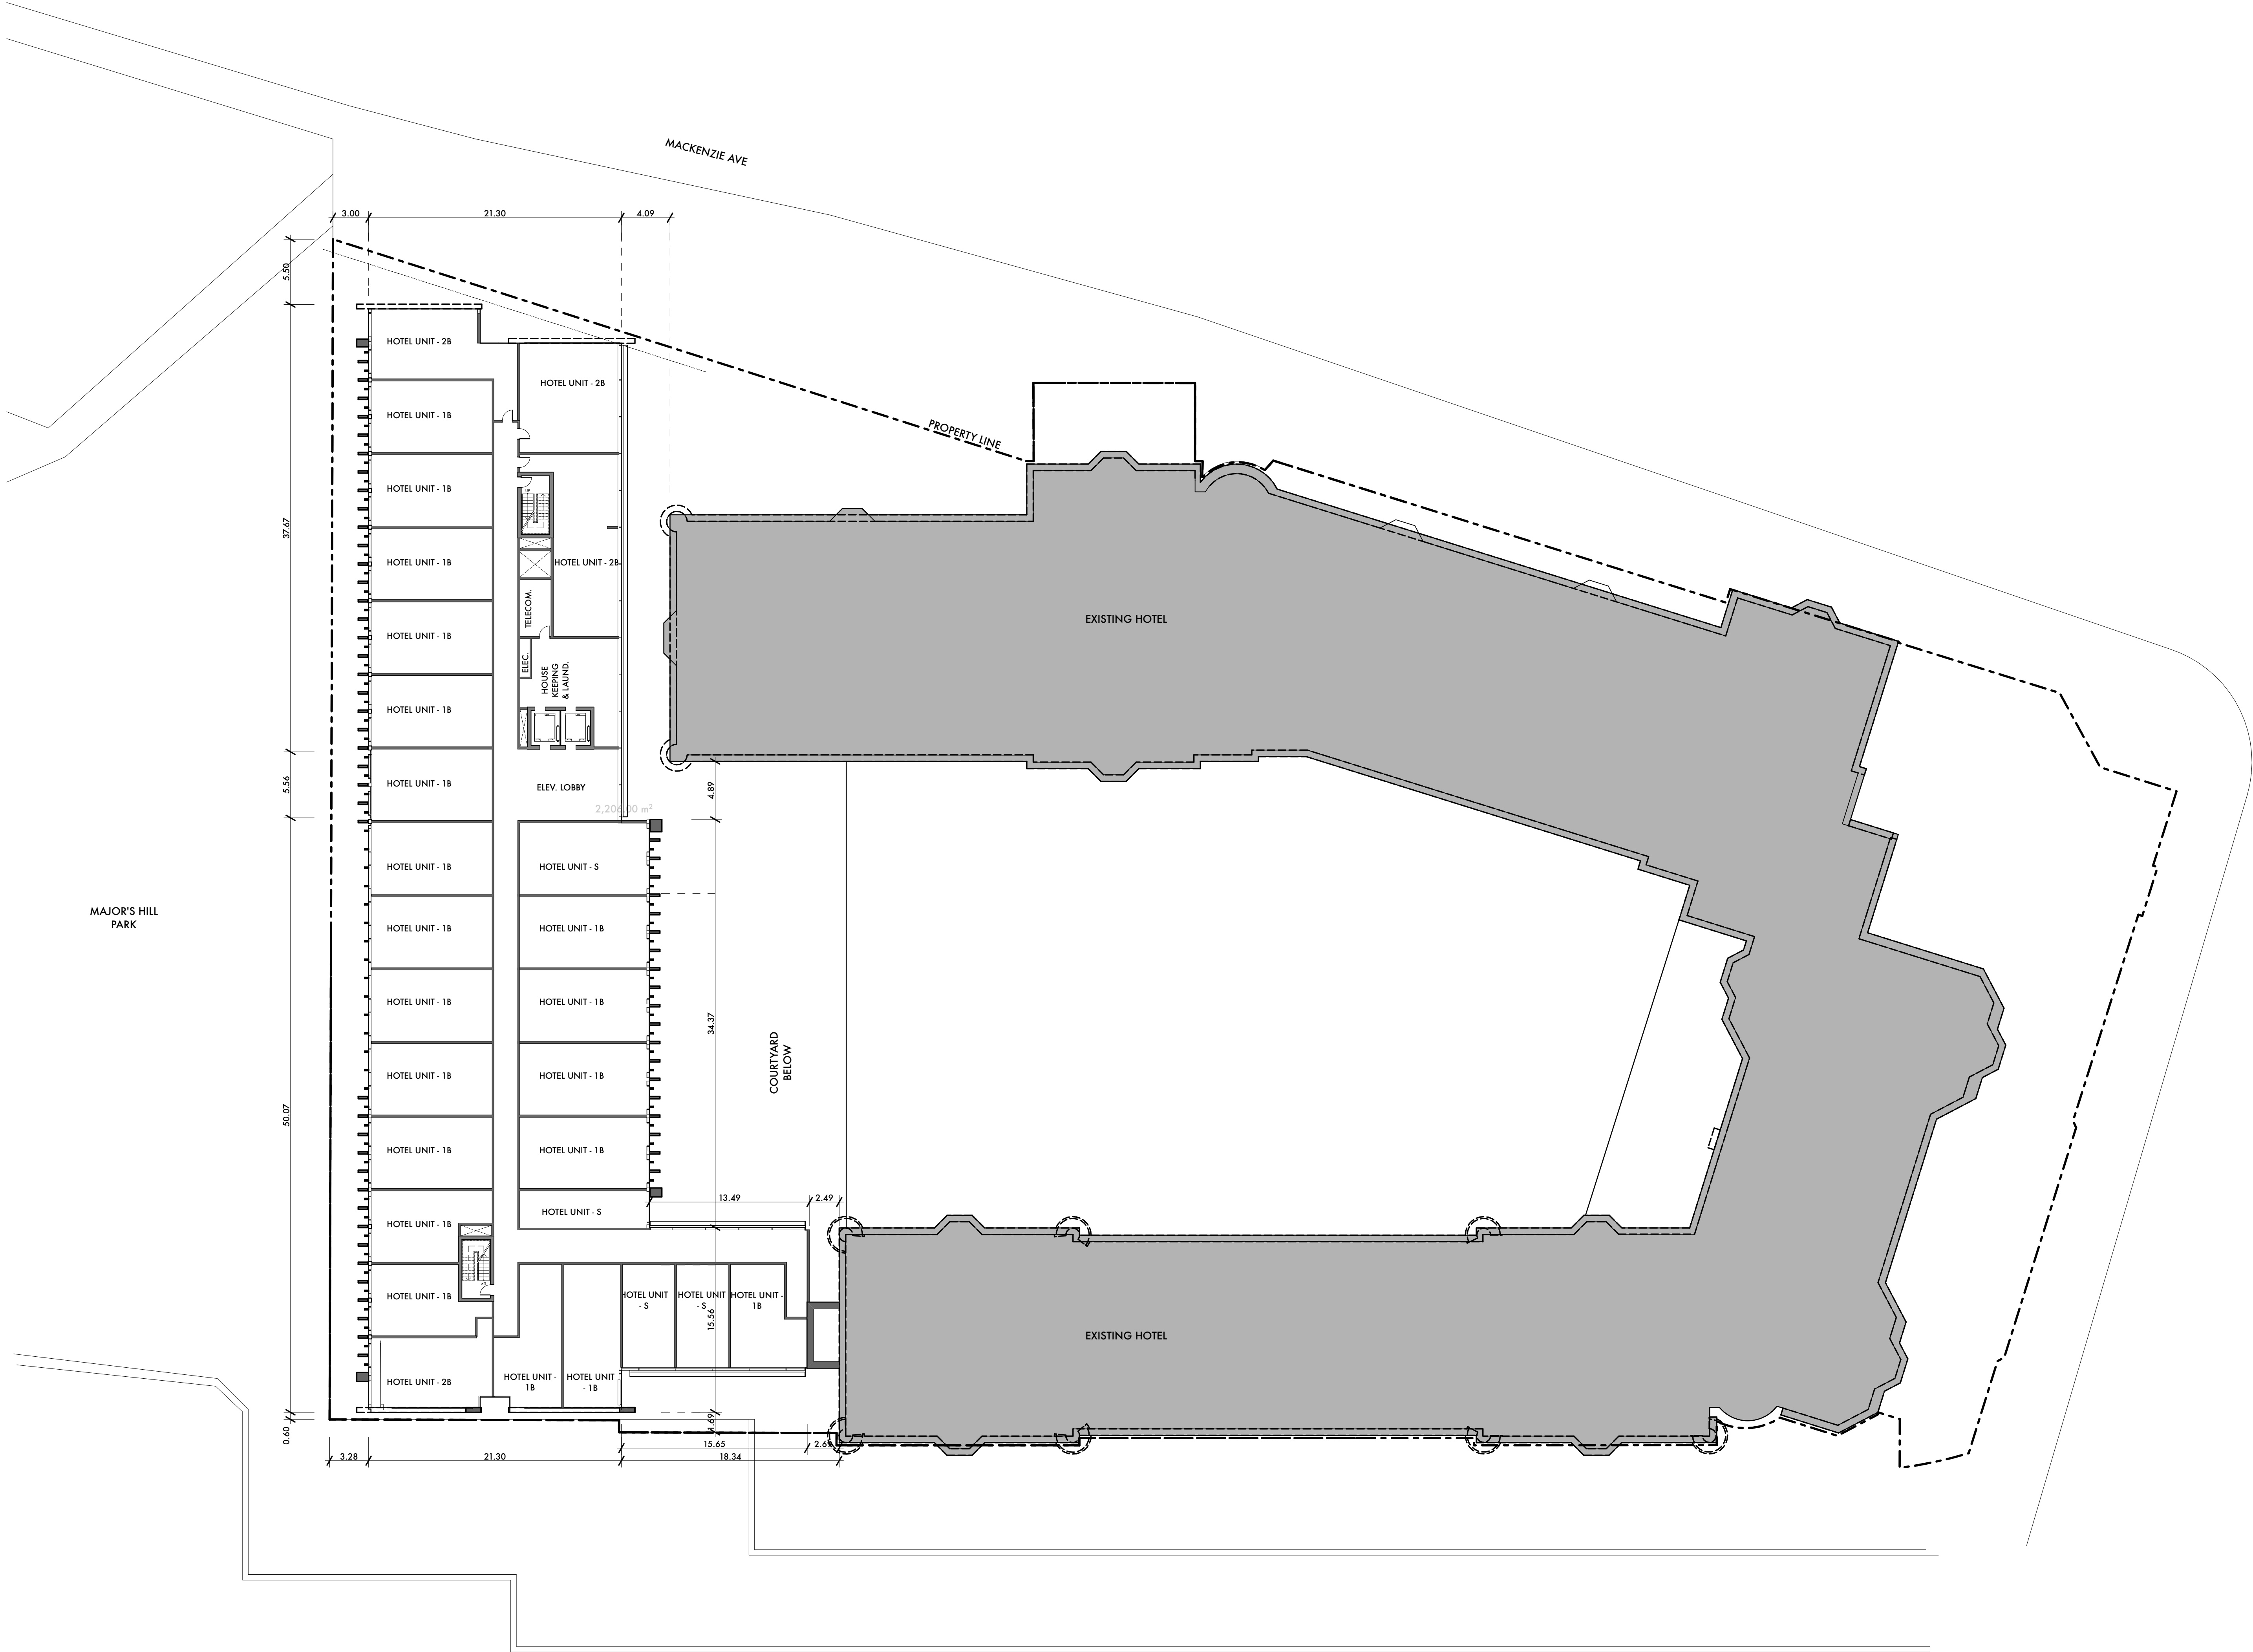 MACKENZIE AVE
3.00
21.30
4.09
5.50
HOTEL UNIT - 2B
HOTEL UNIT - 2B
HOTEL UNIT - 1B
PROPERTY LINE
HOTEL UNIT - 1B
UP
37.67
HOTEL UNIT - 1B
HOTEL UNIT - 2B
TELECOM.
EXISTING HOTEL
HOTEL UNIT - 1B
ELEC.
HOUSE
KEEPING
& LAUND.
HOTEL UNIT - 1B
5.56
HOTEL UNIT - 1B
ELEV. LOBBY
4.89
HOTEL UNIT - 1B
HOTEL UNIT - S
MAJOR'S HILL
PARK
HOTEL UNIT - 1B
HOTEL UNIT - 1B
HOTEL UNIT - 1B
HOTEL UNIT - 1B
34.37
COURTYARD
BELOW
HOTEL UNIT - 1B
HOTEL UNIT - 1B
50.07
HOTEL UNIT - 1B
HOTEL UNIT - 1B
13.49
2.49
HOTEL UNIT - S
HOTEL UNIT - 1B
HOTEL UNIT - 1B
HOTEL UNIT
- S
HOTEL UNIT
- S
HOTEL UNIT -
1B
15.56
EXISTING HOTEL
HOTEL UNIT - 2B
HOTEL UNIT -
1B
HOTEL UNIT
- 1B
0.60
15.65
3.28
21.30
18.34